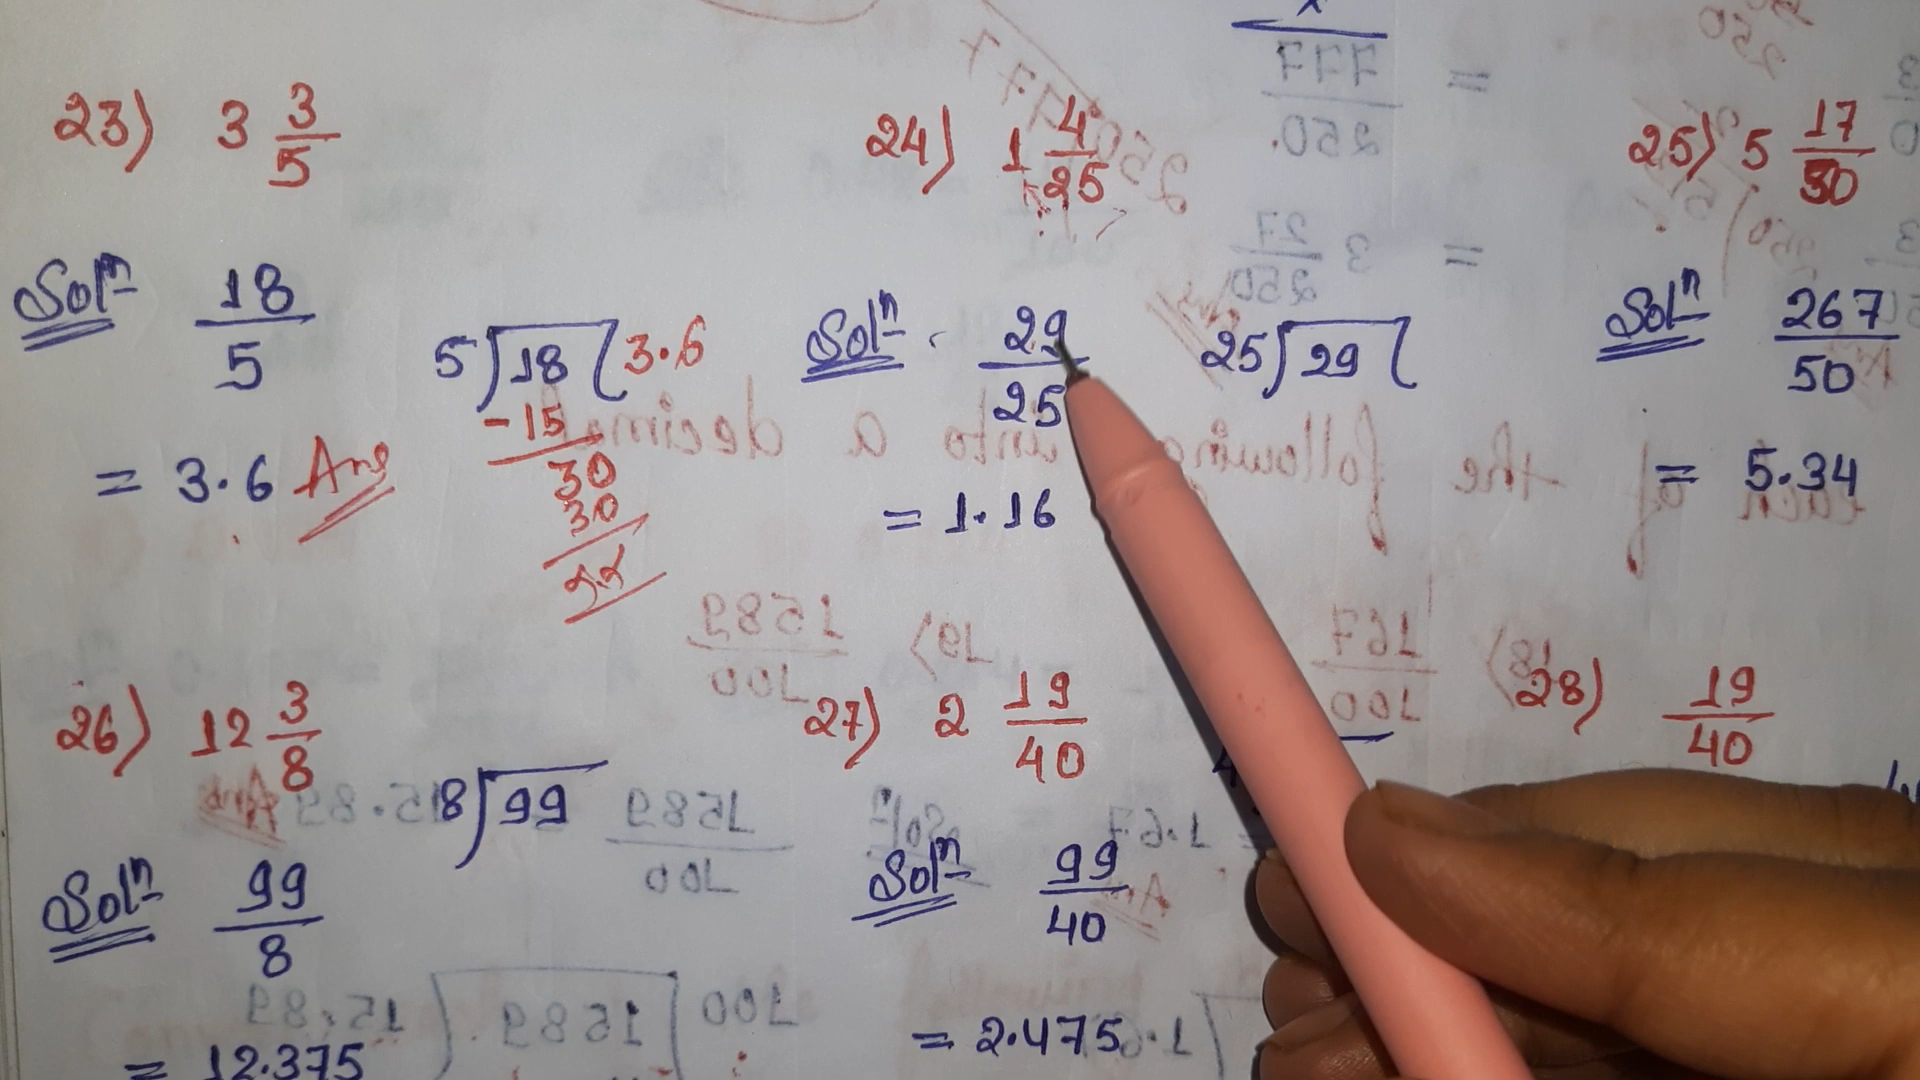 23) 3 3/5
Solⁿ 18/5
5)18(3.6
-15
30
30
= 3.6 Ans
24) 1 4/25
Solⁿ 29/25
25)29(
= 1.16
25) 5 17/50
Solⁿ 267/50
= 5.34
26) 12 3/8
8)99
Solⁿ 99/8
= 12.375
27) 2 19/40
Solⁿ 99/40
= 2.475
28) 19/40